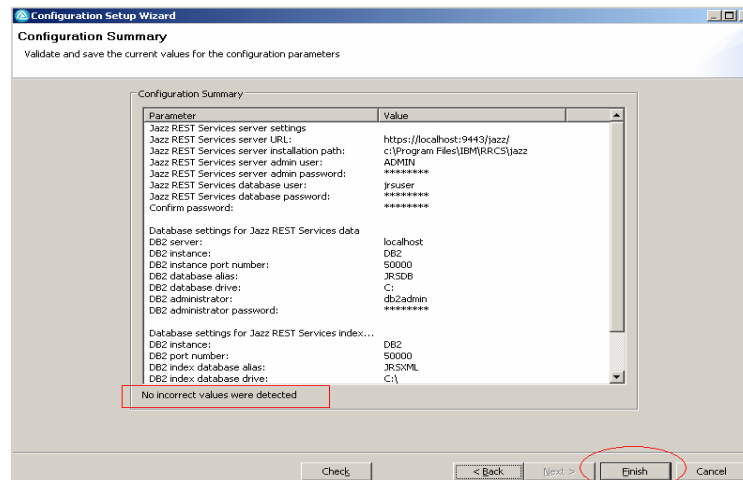 Configuration Setup Wizard
Configuration Summary
Validate and save the current values for the configuration parameters
Configuration Summary
Parameter Value
Jazz REST Services server settings
Jazz REST Services server URL: https://localhost:9443/jazz/
Jazz REST Services server installation path: c:\Program Files\IBM\RRCS\jazz
Jazz REST Services server admin user: ADMIN
Jazz REST Services server admin password: ********
Jazz REST Services database user: jrsuser
Jazz REST Services database password: ********
Confirm password: ********
Database settings for Jazz REST Services data
DB2 server: localhost
DB2 instance: DB2
DB2 instance port number: 50000
DB2 database alias: JRSDB
DB2 database drive: C:
DB2 administrator: db2admin
DB2 administrator password: ********
Database settings for Jazz REST Services index...
DB2 instance: DB2
DB2 port number: 50000
DB2 index database alias: JRSXML
DB2 index database drive: C:\
No incorrect values were detected
Check < Back Next > Finish Cancel